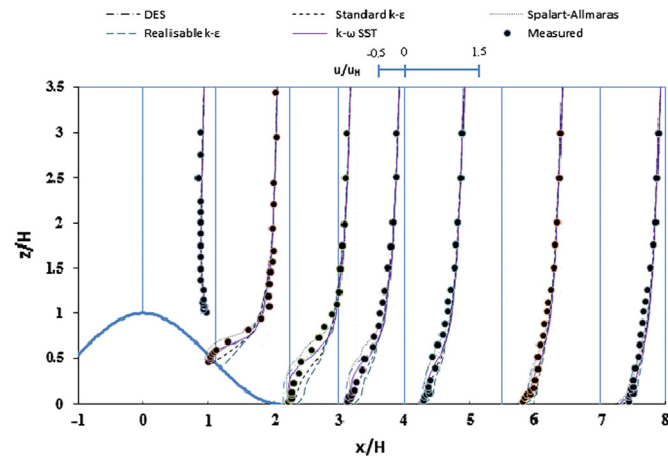 DES Standard k-ε Spalart-Allmaras
Realisable k-ε k-ω SST Measured
-0.5 0 1.5
u/uH
3.5
3
2.5
2
1.5
1
0.5
0
z/H
-1 0 1 2 3 4 5 6 7 8
x/H